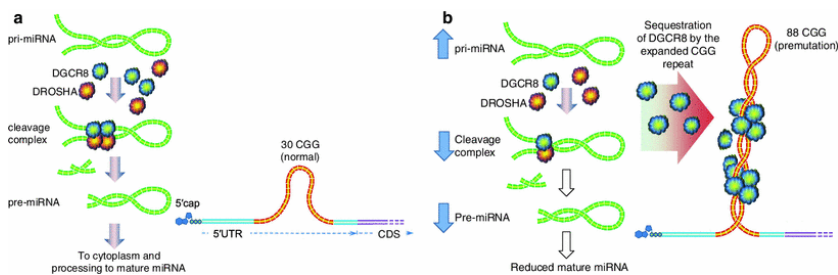 a
pri-miRNA
DGCR8
DROSHA
cleavage
complex
pre-miRNA
To cytoplasm and
processing to mature miRNA
30 CGG
(normal)
5'cap
5'UTR
CDS
b
pri-miRNA
DGCR8
DROSHA
Cleavage
complex
Pre-miRNA
Reduced mature miRNA
Sequestration
of DGCR8 by the
expanded CGG
repeat
88 CGG
(premutation)